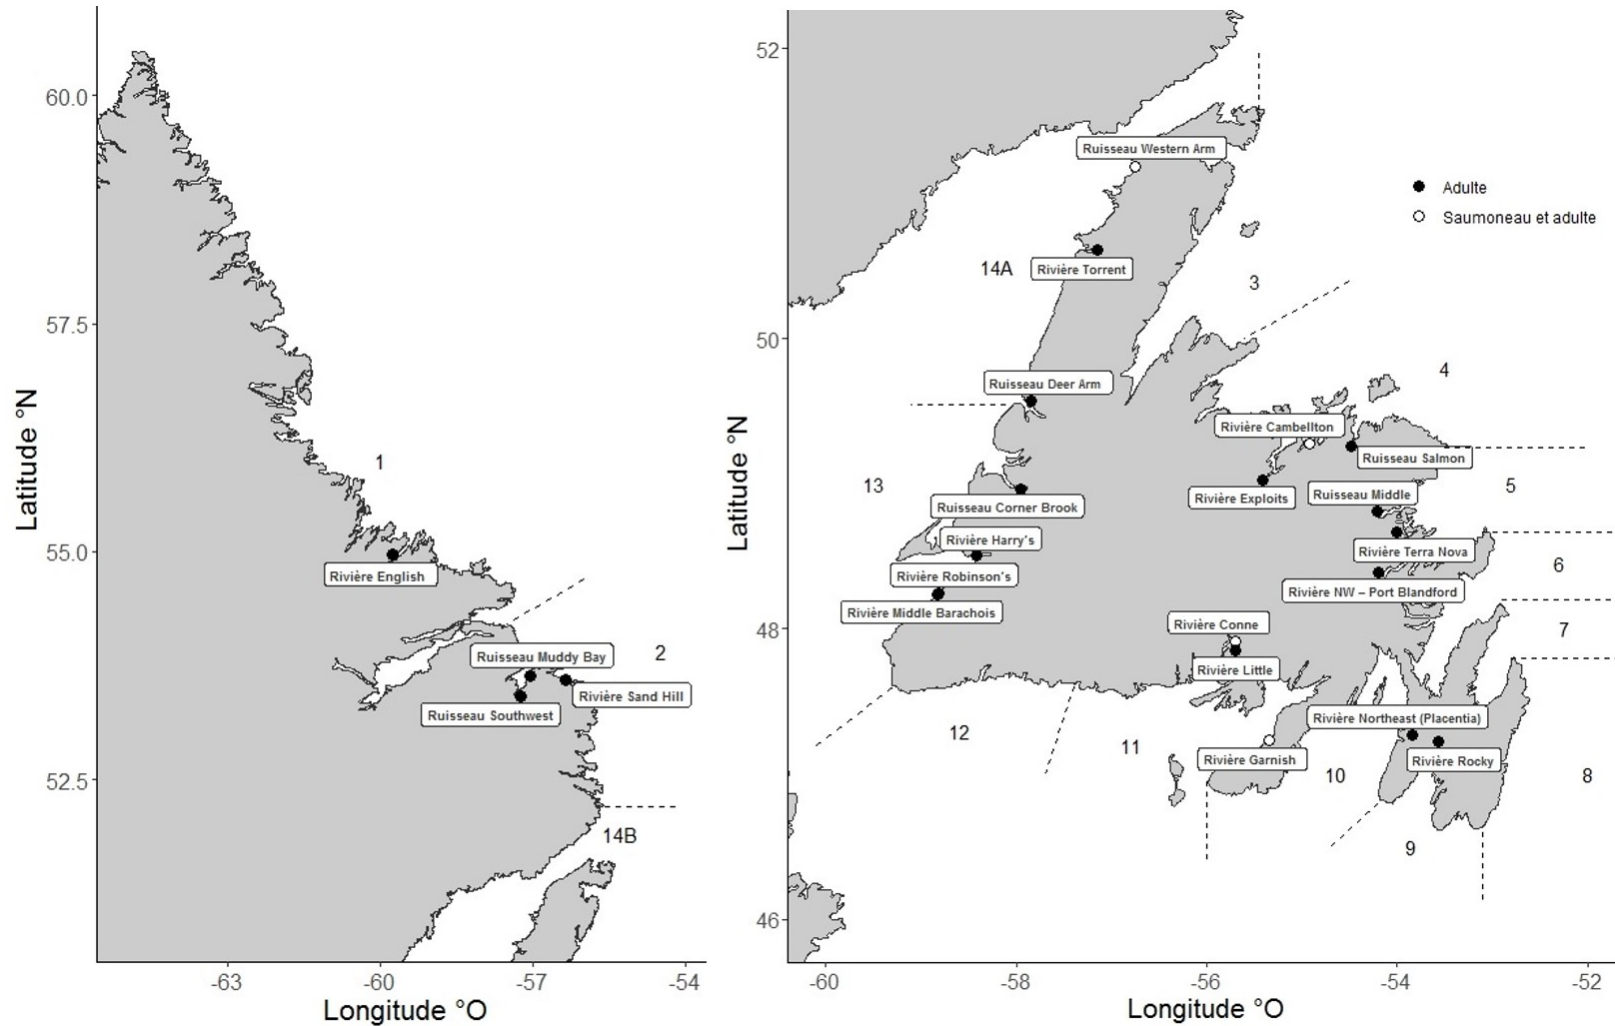 60.0
57.5
55.0
52.5
Latitude °N
-63
-60
-57
-54
Longitude °O
1
Rivière English
2
Ruisseau Muddy Bay
Rivière Sand Hill
Ruisseau Southwest
14B
52
50
48
46
Latitude °N
-60
-58
-56
-54
-52
Longitude °O
Adulte
Saumoneau et adulte
Ruisseau Western Arm
14A
Rivière Torrent
3
Ruisseau Deer Arm
4
Rivière Cambellton
Ruisseau Salmon
13
Rivière Exploits
Ruisseau Middle
5
Ruisseau Corner Brook
Rivière Harry's
Rivière Terra Nova
6
Rivière Robinson's
Rivière NW – Port Blandford
Rivière Middle Barachois
Rivière Conne
7
Rivière Little
Rivière Northeast (Placentia)
12
11
Rivière Garnish
10
Rivière Rocky
8
9